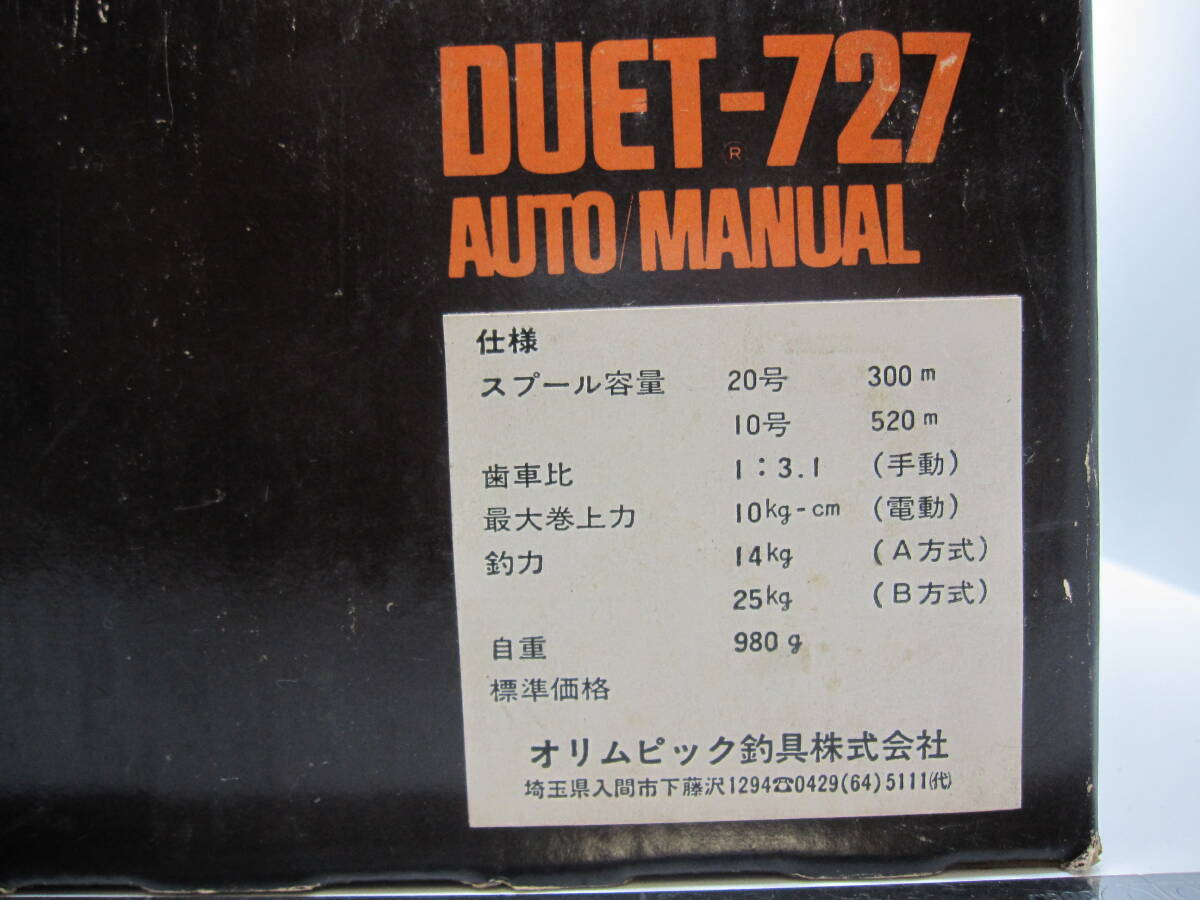 DUET®-727
AUTO/MANUAL
仕様
スプール容量 20号 300m
10号 520m
歯車比 1:3.1 (手動)
最大巻上力 10kg-cm (電動)
釣力 14kg (A方式)
25kg (B方式)
自重 980g
標準価格
オリムピック釣具株式会社
埼玉県入間市下藤沢1294☎0429(64)5111㈹